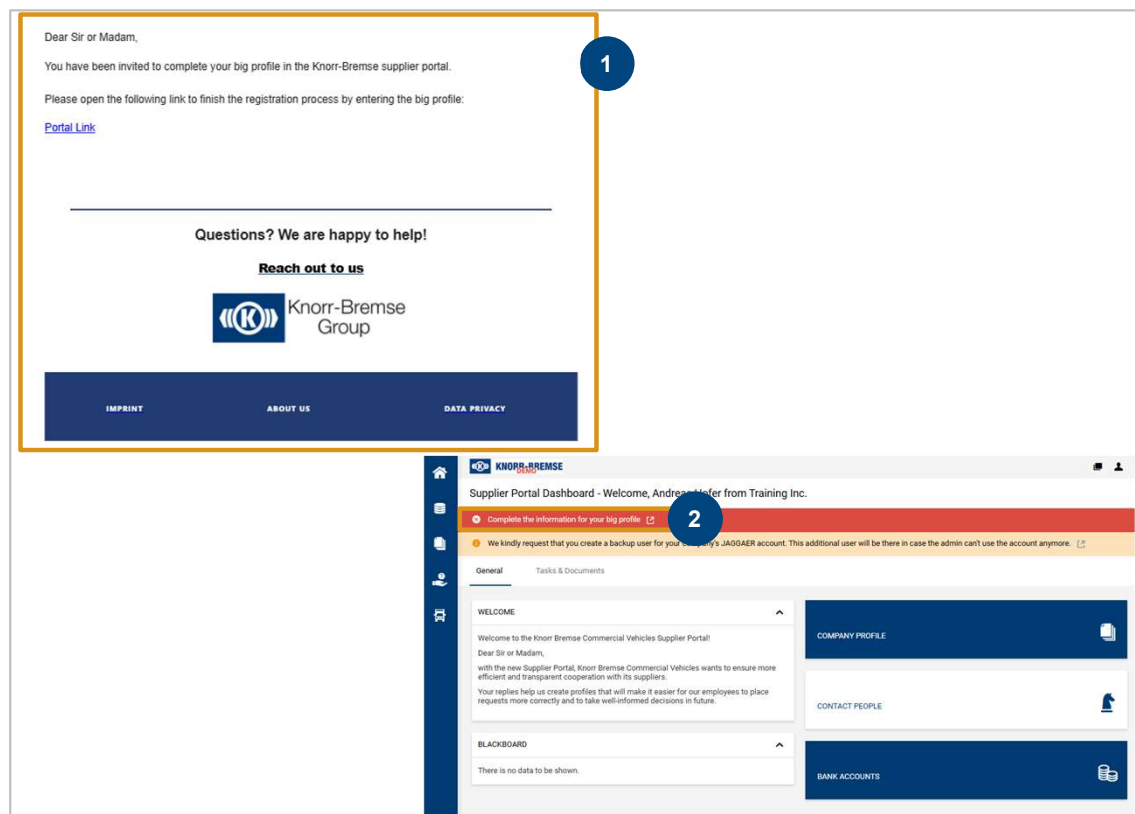 Dear Sir or Madam,
You have been invited to complete your big profile in the Knorr-Bremse supplier portal.
Please open the following link to finish the registration process by entering the big profile:
Portal Link
1
Questions? We are happy to help!
Reach out to us
Knorr-Bremse
Group
IMPRINT
ABOUT US
DATA PRIVACY
KNORR-BREMSE
DEMO
Supplier Portal Dashboard - Welcome, Andreas Hofer from Training Inc.
Complete the information for your big profile
2
We kindly request that you create a backup user for your company's JAGGAER account. This additional user will be there in case the admin can't use the account anymore.
General
Tasks & Documents
WELCOME
Welcome to the Knorr Bremse Commercial Vehicles Supplier Portal!
Dear Sir or Madam,
with the new Supplier Portal, Knorr Bremse Commercial Vehicles wants to ensure more
efficient and transparent cooperation with its suppliers.
Your replies help us create profiles that will make it easier for our employees to place
requests more correctly and to take well-informed decisions in future.
BLACKBOARD
There is no data to be shown.
COMPANY PROFILE
CONTACT PEOPLE
BANK ACCOUNTS